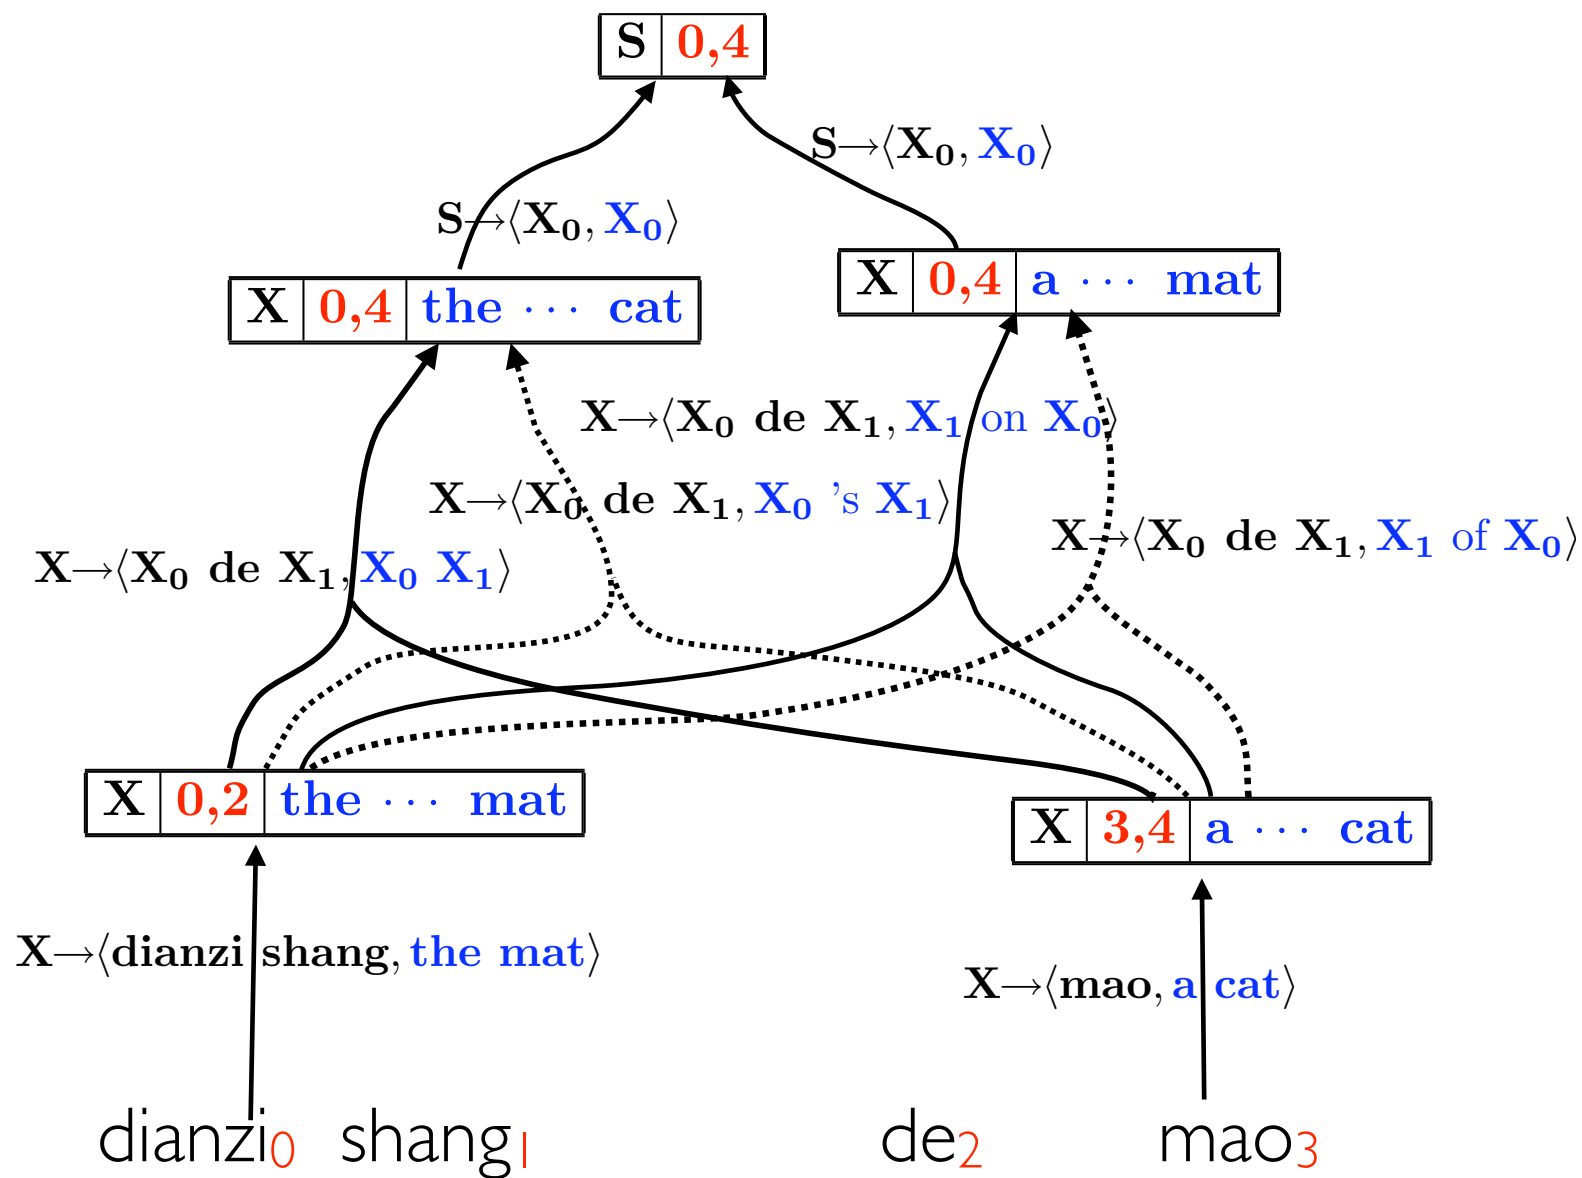 S 0,4
S→⟨X₀, X₀⟩
S→⟨X₀, X₀⟩
X 0,4 a ··· mat
X 0,4 the ··· cat
X→⟨X₀ de X₁, X₁ on X₀⟩
X→⟨X₀ de X₁, X₀ 's X₁⟩
X→⟨X₀ de X₁, X₁ of X₀⟩
X→⟨X₀ de X₁, X₀ X₁⟩
X 0,2 the ··· mat
X 3,4 a ··· cat
X→⟨dianzi shang, the mat⟩
X→⟨mao, a cat⟩
dianzi₀ shang₁ de₂ mao₃